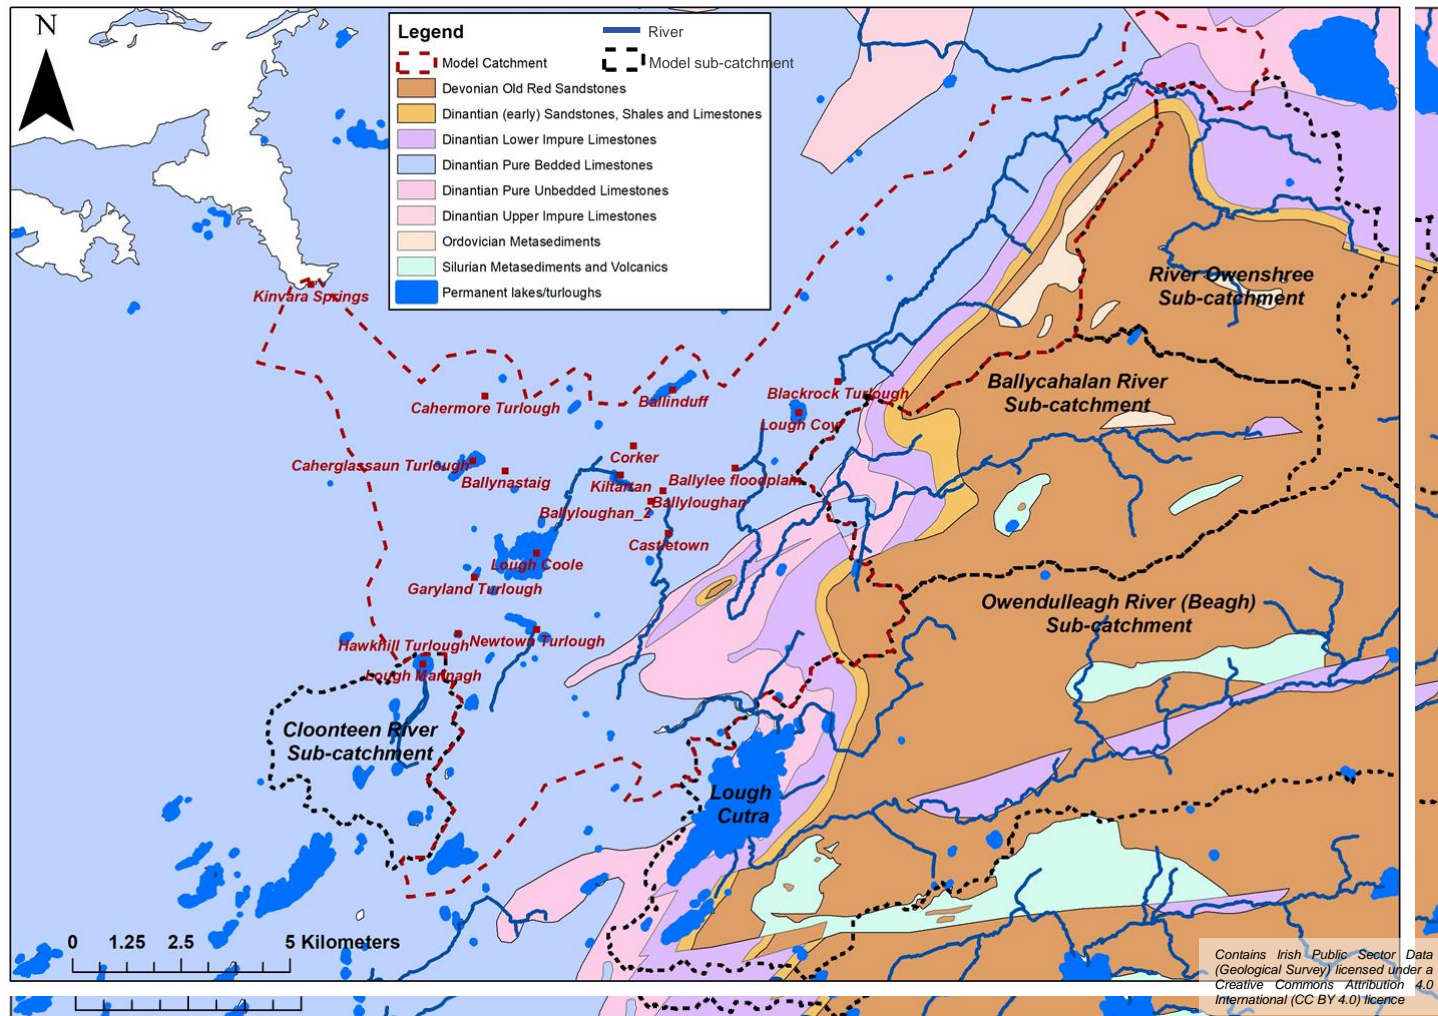 N
Legend
River
Model Catchment
Model sub-catchment
Devonian Old Red Sandstones
Dinantian (early) Sandstones, Shales and Limestones
Dinantian Lower Impure Limestones
Dinantian Pure Bedded Limestones
Dinantian Pure Unbedded Limestones
Dinantian Upper Impure Limestones
Ordovician Metasediments
Silurian Metasediments and Volcanics
Permanent lakes/turloughs
River Owenshree
Sub-catchment
Kinvara Springs
Ballycahalan River
Sub-catchment
Blackrock Turlough
Ballinduff
Cahermore Turlough
Lough Coy
Corker
Caherglassaun Turlough
Ballynastaig
Kiltartan
Ballylee floodplain
Ballyloughan
Ballyloughan_2
Castletown
Lough Coole
Garyland Turlough
Owendulleagh River (Beagh)
Sub-catchment
Hawkhill Turlough
Newtown Turlough
Lough Mannagh
Cloonteen River
Sub-catchment
Lough
Cutra
0 1.25 2.5 5 Kilometers
Contains Irish Public Sector Data
(Geological Survey) licensed under a
Creative Commons Attribution 4.0
International (CC BY 4.0) licence